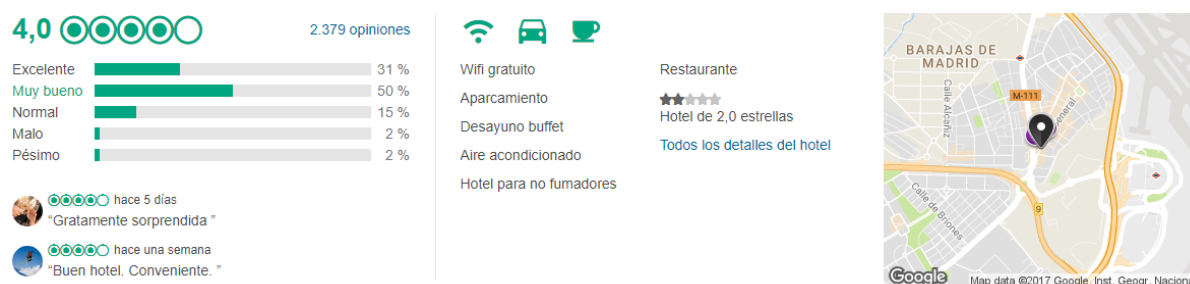 4,0
2.379 opiniones
Excelente 31 %
Muy bueno 50 %
Normal 15 %
Malo 2 %
Pésimo 2 %
hace 5 días
“Gratamente sorprendida ”
hace una semana
“Buen hotel. Conveniente. ”
Wifi gratuito
Aparcamiento
Desayuno buffet
Aire acondicionado
Hotel para no fumadores
Restaurante
Hotel de 2,0 estrellas
Todos los detalles del hotel
BARAJAS DE
MADRID
Calle Alcañiz
M-111
General
Calle de Briones
9
Google
Map data ©2017 Google, Inst. Geogr. Nacional